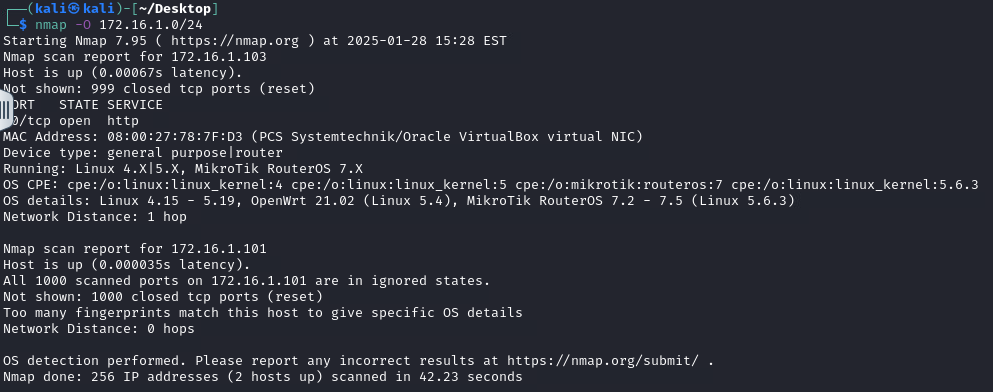 ┌──(kali㉿kali)-[~/Desktop]
└─$ nmap -O 172.16.1.0/24
Starting Nmap 7.95 ( https://nmap.org ) at 2025-01-28 15:28 EST
Nmap scan report for 172.16.1.103
Host is up (0.00067s latency).
Not shown: 999 closed tcp ports (reset)
ORT   STATE SERVICE
0/tcp open  http
MAC Address: 08:00:27:78:7F:D3 (PCS Systemtechnik/Oracle VirtualBox virtual NIC)
Device type: general purpose|router
Running: Linux 4.X|5.X, MikroTik RouterOS 7.X
OS CPE: cpe:/o:linux:linux_kernel:4 cpe:/o:linux:linux_kernel:5 cpe:/o:mikrotik:routeros:7 cpe:/o:linux:linux_kernel:5.6.3
OS details: Linux 4.15 - 5.19, OpenWrt 21.02 (Linux 5.4), MikroTik RouterOS 7.2 - 7.5 (Linux 5.6.3)
Network Distance: 1 hop

Nmap scan report for 172.16.1.101
Host is up (0.000035s latency).
All 1000 scanned ports on 172.16.1.101 are in ignored states.
Not shown: 1000 closed tcp ports (reset)
Too many fingerprints match this host to give specific OS details
Network Distance: 0 hops

OS detection performed. Please report any incorrect results at https://nmap.org/submit/ .
Nmap done: 256 IP addresses (2 hosts up) scanned in 42.23 seconds